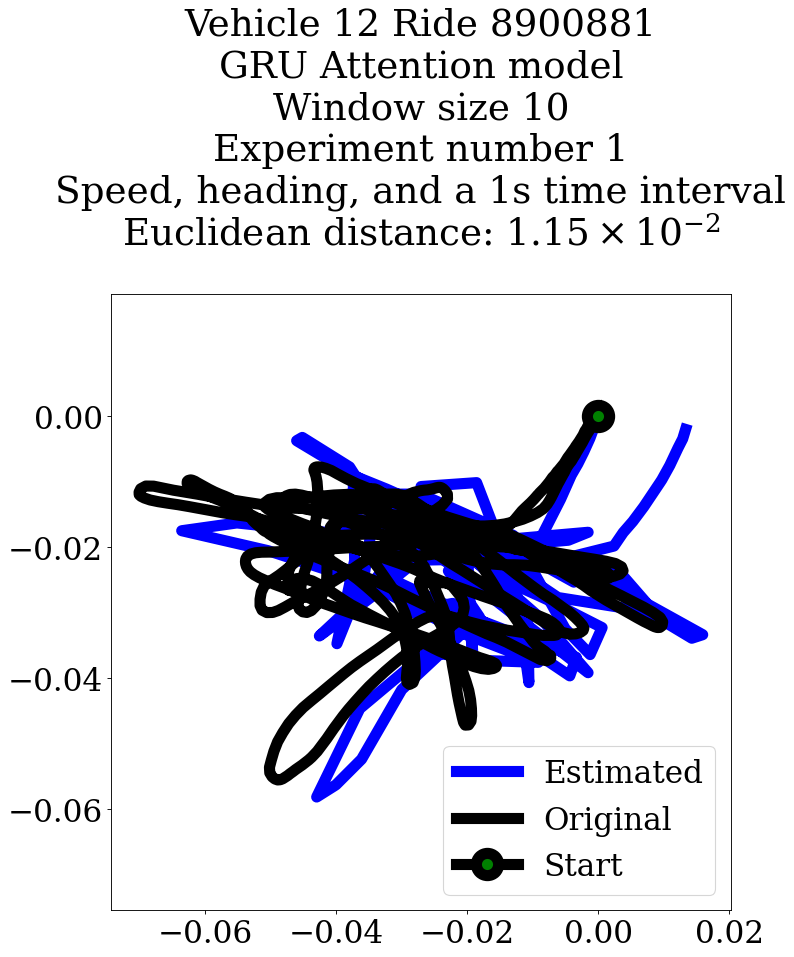 Vehicle 12 Ride 8900881
GRU Attention model
Window size 10
Experiment number 1
Speed, heading, and a 1s time interval
Euclidean distance: 1.15 × 10⁻²
0.00
−0.02
−0.04
−0.06
Estimated
Original
Start
−0.06 −0.04 −0.02 0.00 0.02